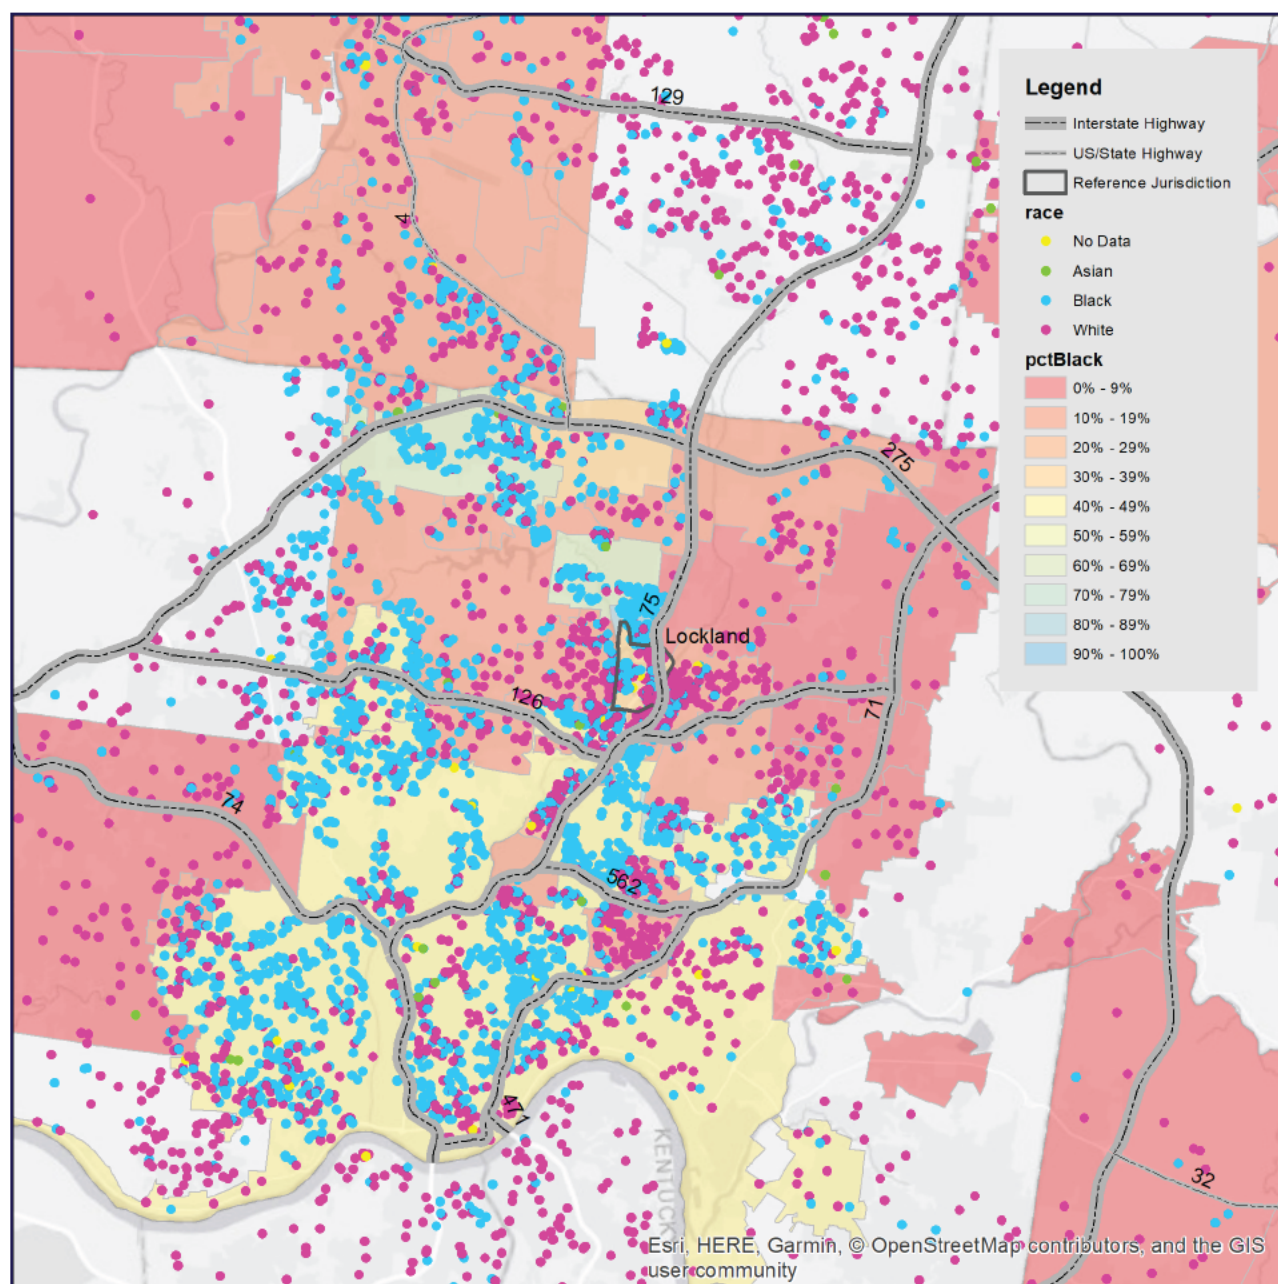 129
4
275
75
Lockland
126
71
74
562
471
KENTUCKY
32
Legend
Interstate Highway
US/State Highway
Reference Jurisdiction
race
No Data
Asian
Black
White
pctBlack
0% - 9%
10% - 19%
20% - 29%
30% - 39%
40% - 49%
50% - 59%
60% - 69%
70% - 79%
80% - 89%
90% - 100%
Esri, HERE, Garmin, © OpenStreetMap contributors, and the GIS
user community